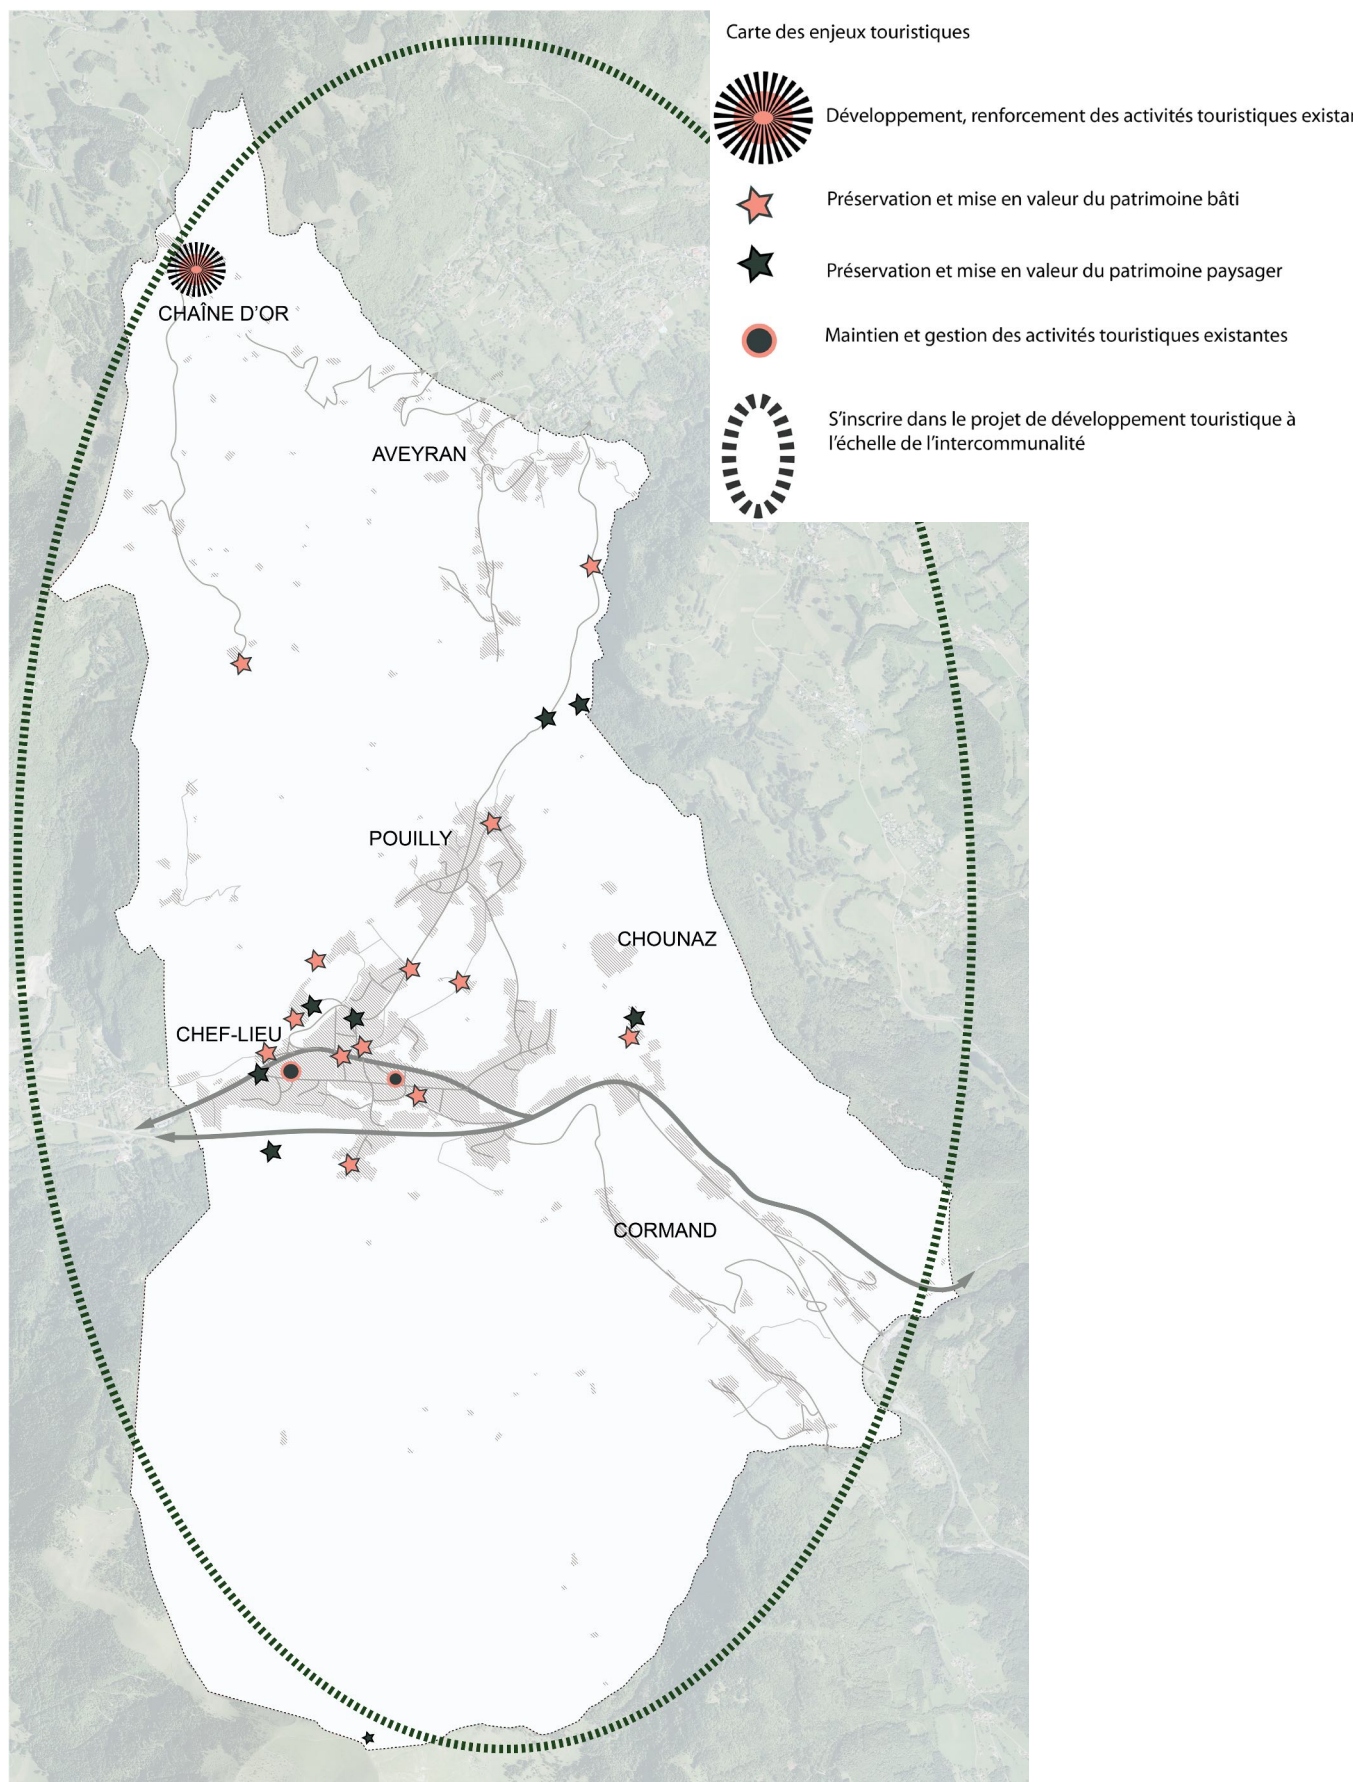 Carte des enjeux touristiques
Développement, renforcement des activités touristiques existan
Préservation et mise en valeur du patrimoine bâti
Préservation et mise en valeur du patrimoine paysager
Maintien et gestion des activités touristiques existantes
S'inscrire dans le projet de développement touristique à
l'échelle de l'intercommunalité
CHAÎNE D'OR
AVEYRAN
POUILLY
CHOUNAZ
CHEF-LIEU
CORMAND